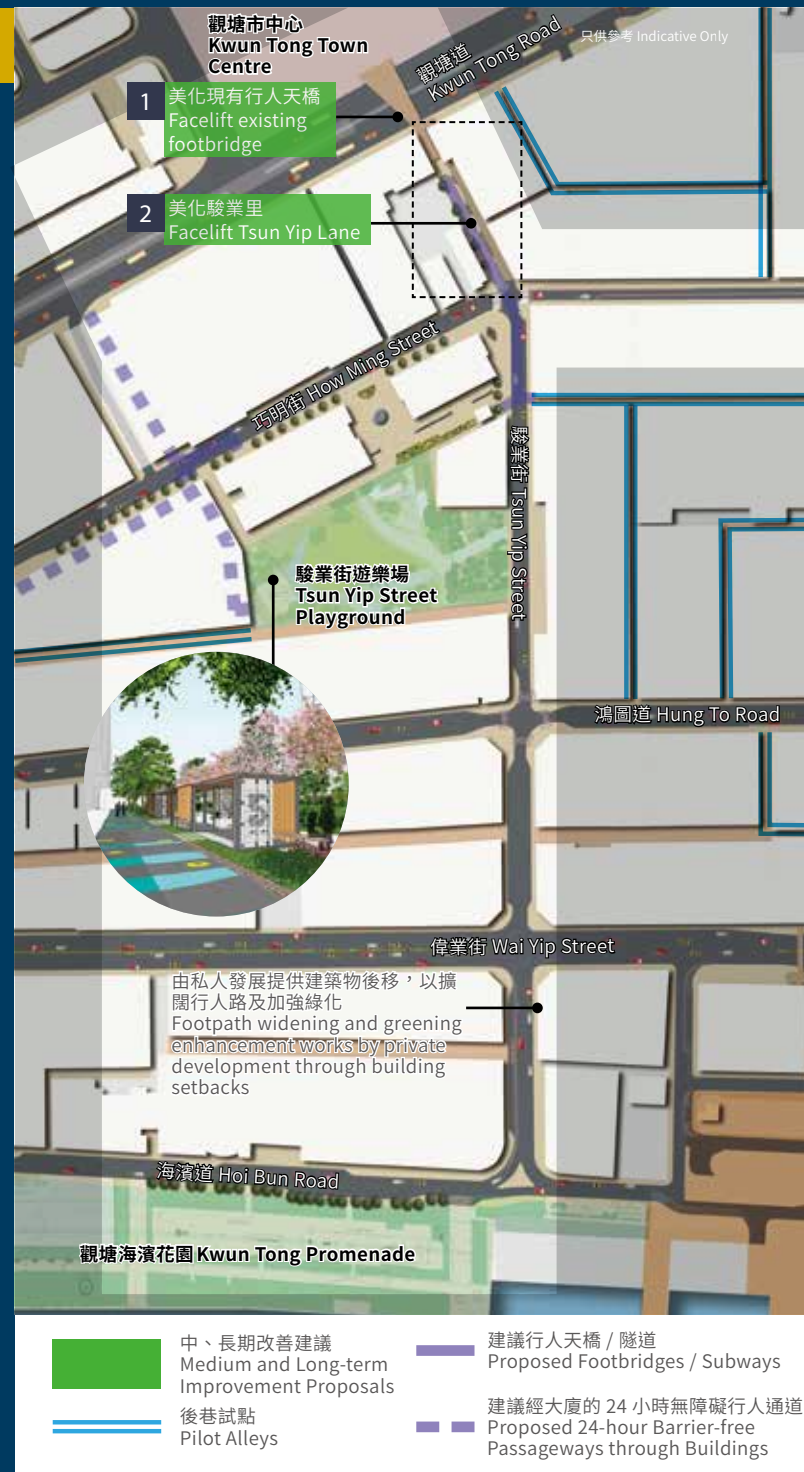 觀塘市中心
Kwun Tong Town
Centre
觀塘道
Kwun Tong Road
只供參考 Indicative Only
1
美化現有行人天橋
Facelift existing
footbridge
2
美化駿業里
Facelift Tsun Yip Lane
巧明街 How Ming Street
駿業街 Tsun Yip Street
駿業街遊樂場
Tsun Yip Street
Playground
鴻圖道 Hung To Road
偉業街 Wai Yip Street
由私人發展提供建築物後移，以擴
闊行人路及加強綠化
Footpath widening and greening
enhancement works by private
development through building
setbacks
海濱道 Hoi Bun Road
觀塘海濱花園 Kwun Tong Promenade
中、長期改善建議
Medium and Long-term
Improvement Proposals
後巷試點
Pilot Alleys
建議行人天橋 / 隧道
Proposed Footbridges / Subways
建議經大廈的 24 小時無障礙行人通道
Proposed 24-hour Barrier-free
Passageways through Buildings